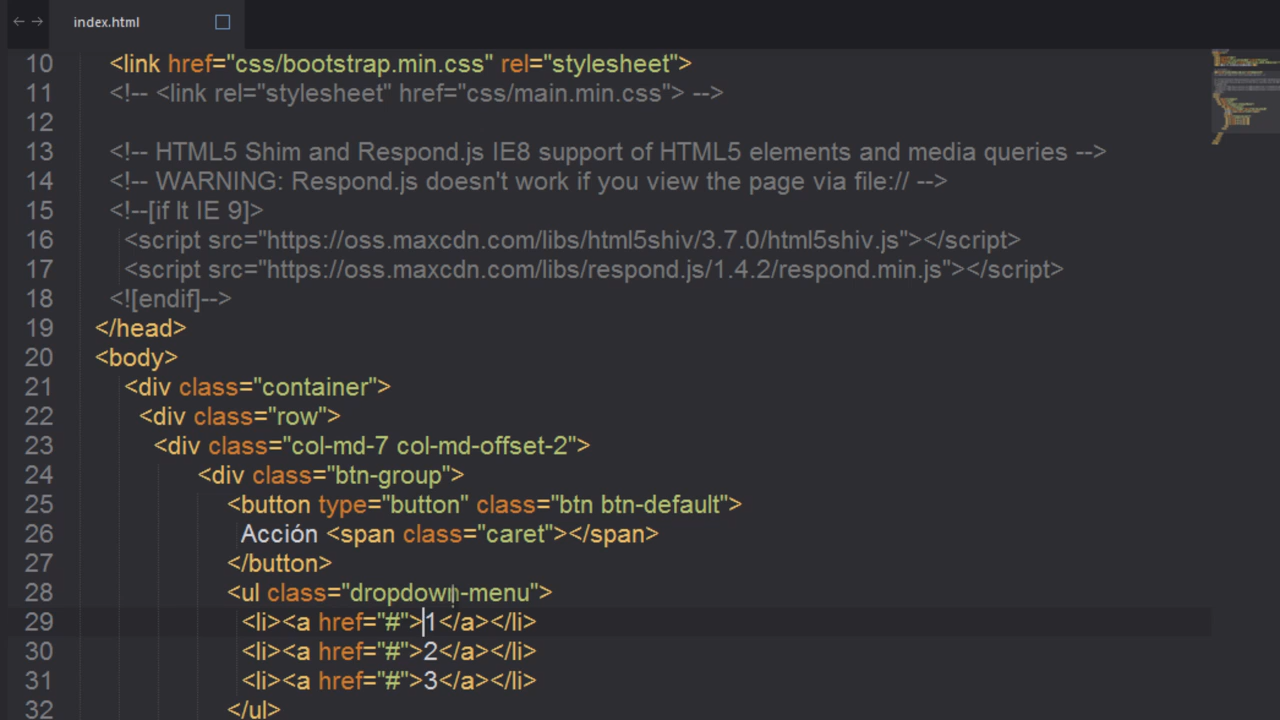 index.html
10 <link href="css/bootstrap.min.css" rel="stylesheet">
11 <!-- <link rel="stylesheet" href="css/main.min.css"> -->
12
13 <!-- HTML5 Shim and Respond.js IE8 support of HTML5 elements and media queries -->
14 <!-- WARNING: Respond.js doesn't work if you view the page via file:// -->
15 <!--[if lt IE 9]>
16 <script src="https://oss.maxcdn.com/libs/html5shiv/3.7.0/html5shiv.js"></script>
17 <script src="https://oss.maxcdn.com/libs/respond.js/1.4.2/respond.min.js"></script>
18 <![endif]-->
19 </head>
20 <body>
21 <div class="container">
22 <div class="row">
23 <div class="col-md-7 col-md-offset-2">
24 <div class="btn-group">
25 <button type="button" class="btn btn-default">
26 Acción <span class="caret"></span>
27 </button>
28 <ul class="dropdown-menu">
29 <li><a href="#">1</a></li>
30 <li><a href="#">2</a></li>
31 <li><a href="#">3</a></li>
32 </ul>